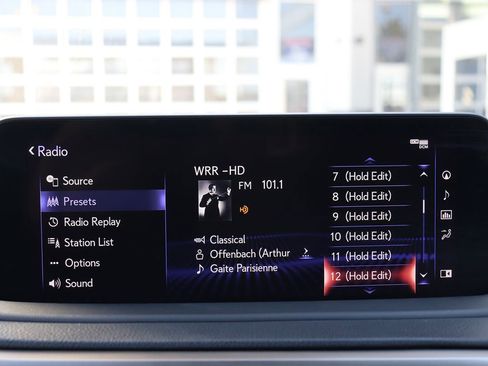 < Radio
DCM
Source
Presets
Radio Replay
Station List
Options
Sound
WRR -HD
FM 101.1
Classical
Offenbach (Arthur
Gaite Parisienne
7 (Hold Edit)
8 (Hold Edit)
9 (Hold Edit)
10 (Hold Edit)
11 (Hold Edit)
12 (Hold Edit)